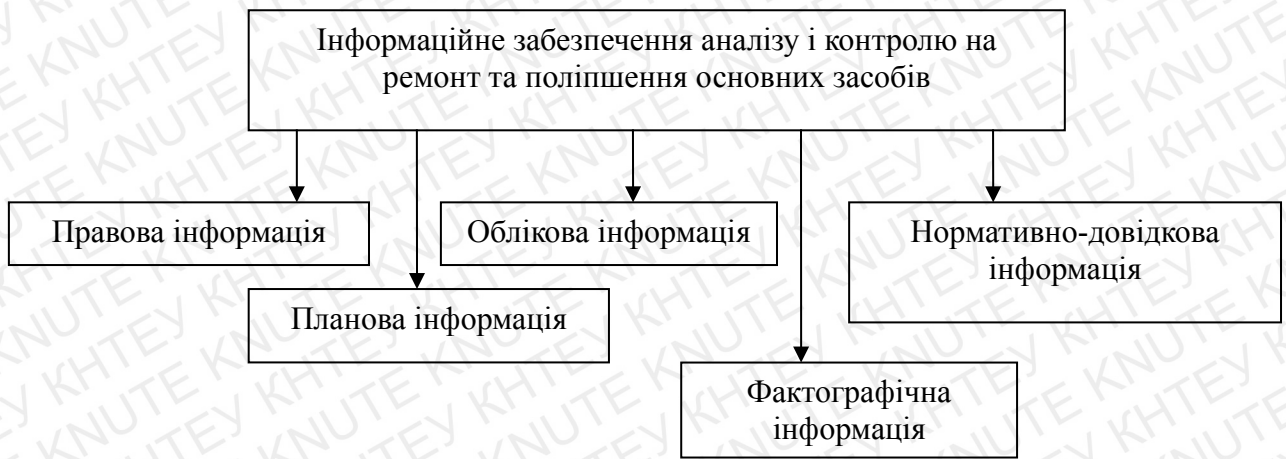 Інформаційне забезпечення аналізу і контролю на
ремонт та поліпшення основних засобів
Правова інформація
Облікова інформація
Нормативно-довідкова
інформація
Планова інформація
Фактографічна
інформація